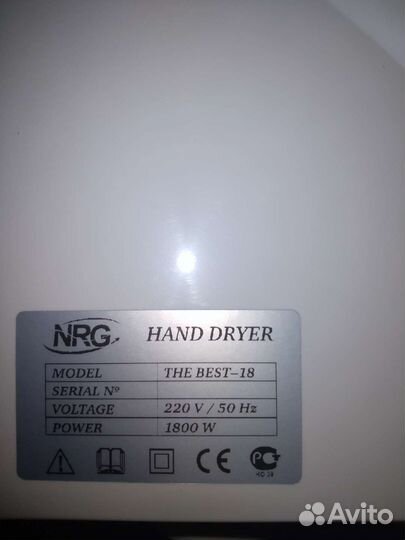 NRG HAND DRYER
MODEL THE BEST-18
SERIAL Nº
VOLTAGE 220 V / 50 Hz
POWER 1800 W
CE
Avito